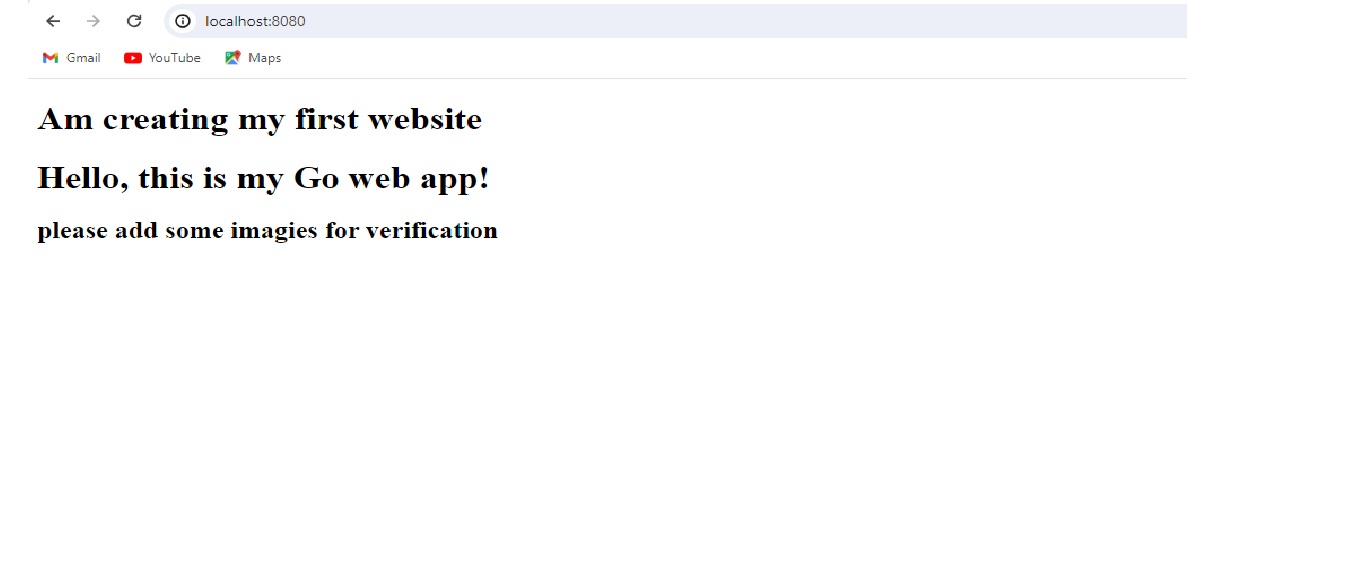 localhost:8080
Gmail YouTube Maps
Am creating my first website
Hello, this is my Go web app!
please add some imagies for verification